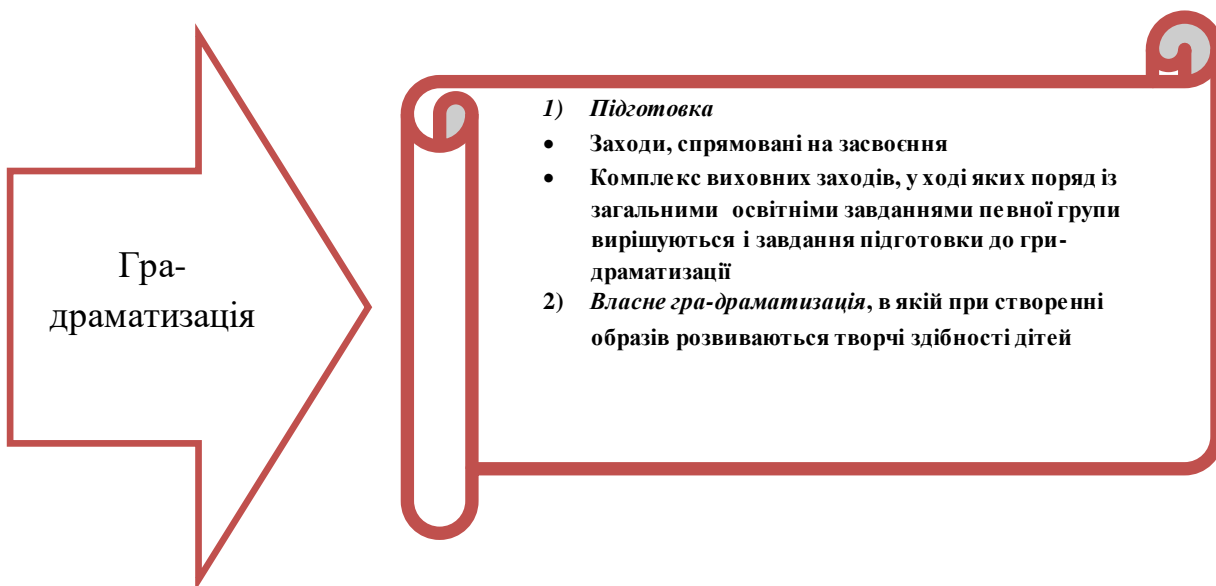 Гра-
драматизація
1) Підготовка
• Заходи, спрямовані на засвоєння
• Комплекс виховних заходів, у ході яких поряд із
загальними освітніми завданнями певної групи
вирішуються і завдання підготовки до гри-
драматизації
2) Власне гра-драматизація, в якій при створенні
образів розвиваються творчі здібності дітей